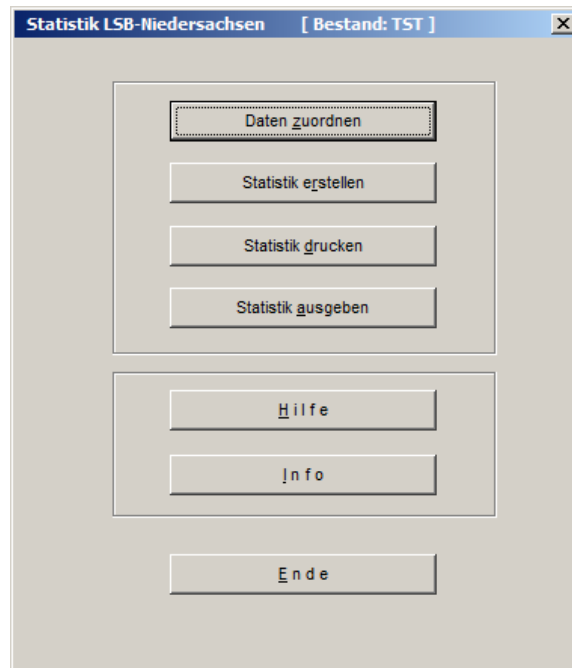 Statistik LSB-Niedersachsen [ Bestand: TST ]
Daten zuordnen
Statistik erstellen
Statistik drucken
Statistik ausgeben
H i l f e
I n f o
E n d e